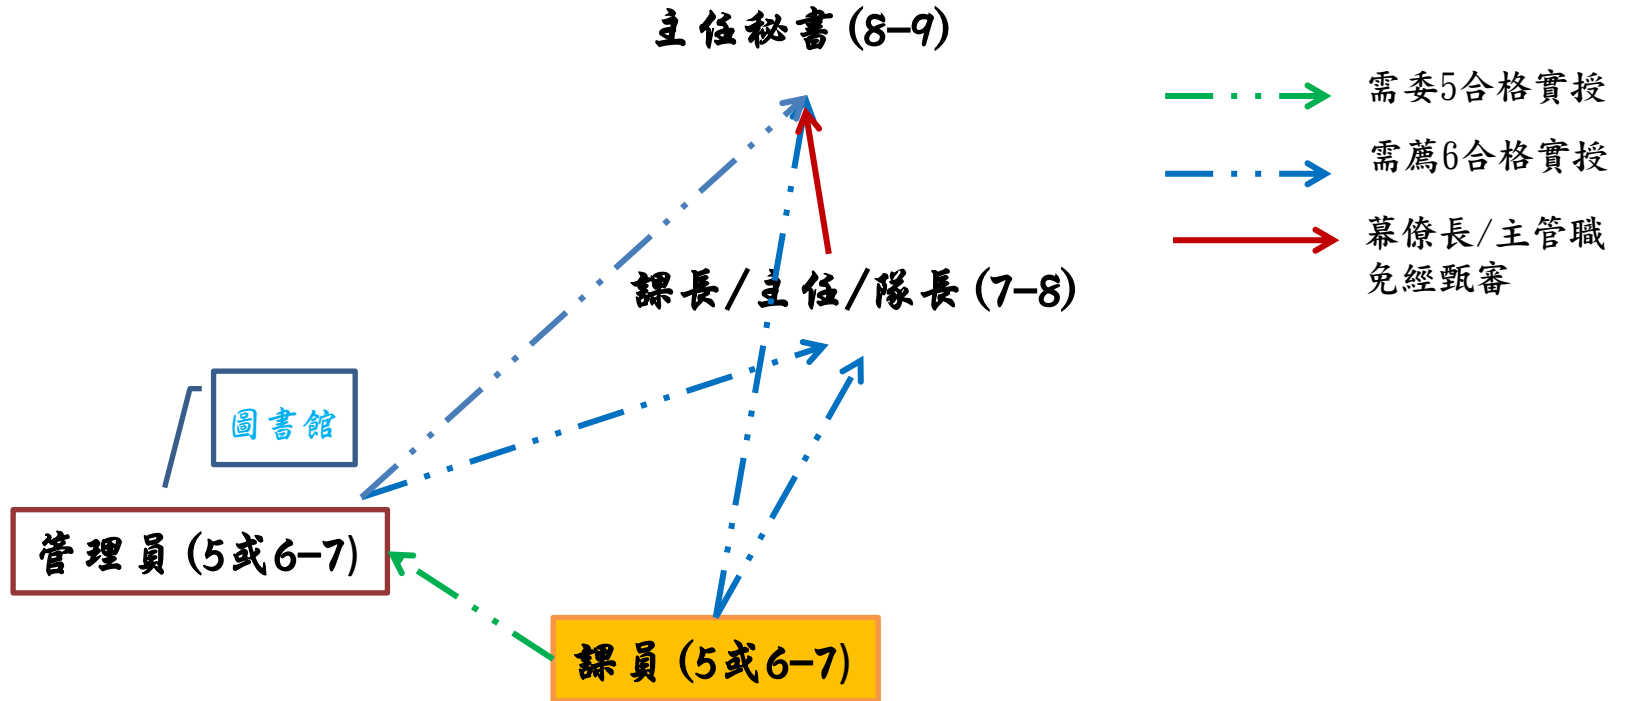 主任秘書(8-9)
需委5合格實授
需薦6合格實授
幕僚長/主管職
免經甄審
課長/主任/隊長(7-8)
圖書館
管理員(5或6-7)
課員(5或6-7)